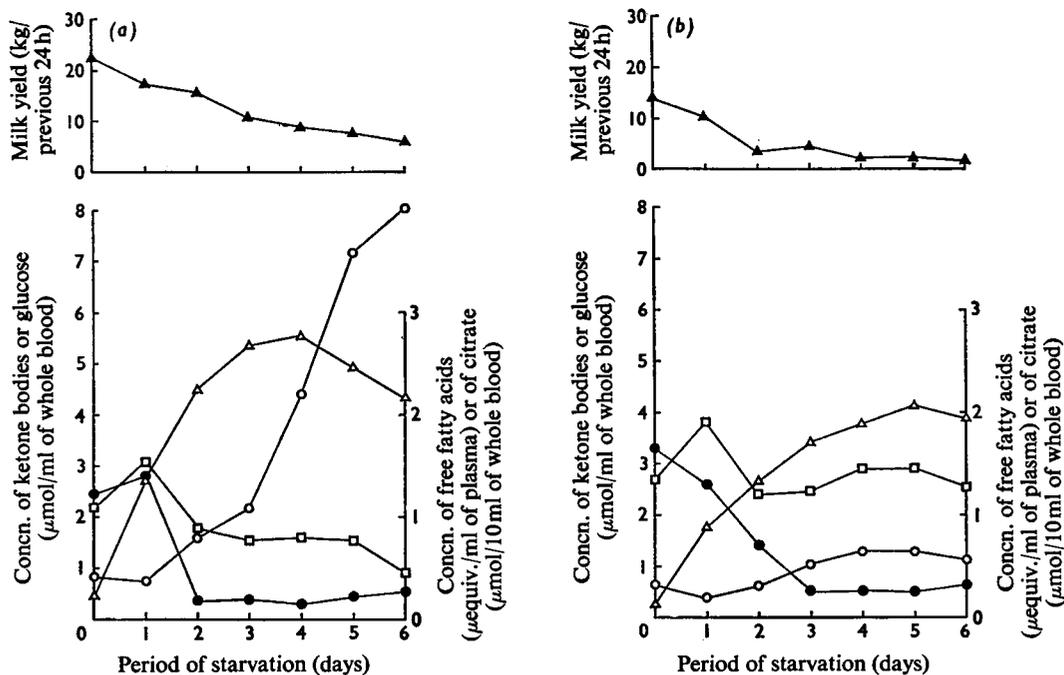 (a)
Milk yield (kg/
previous 24h)
30
20
10
0
Concn. of ketone bodies or glucose
(μmol/ml of whole blood)
8
7
6
5
4
3
2
1
0
3
2
1
0
Concn. of free fatty acids
(μequiv./ml of plasma) or of citrate
(μmol/10ml of whole blood)
0 1 2 3 4 5 6
Period of starvation (days)
(b)
Milk yield (kg/
previous 24h)
30
20
10
0
Concn. of ketone bodies or glucose
(μmol/ml of whole blood)
8
7
6
5
4
3
2
1
3
2
1
0
Concn. of free fatty acids
(μequiv./ml of plasma) or of citrate
(μmol/10ml of whole blood)
0 1 2 3 4 5 6
Period of starvation (days)